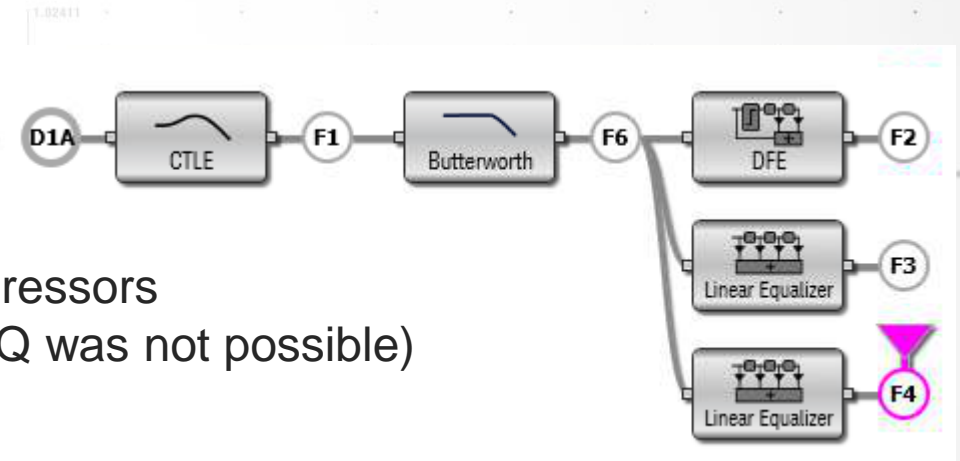 1.82411
D1A
CTLE
F1
Butterworth
F6
DFE
F2
Linear Equalizer
F3
ressors
Q was not possible)
Linear Equalizer
F4